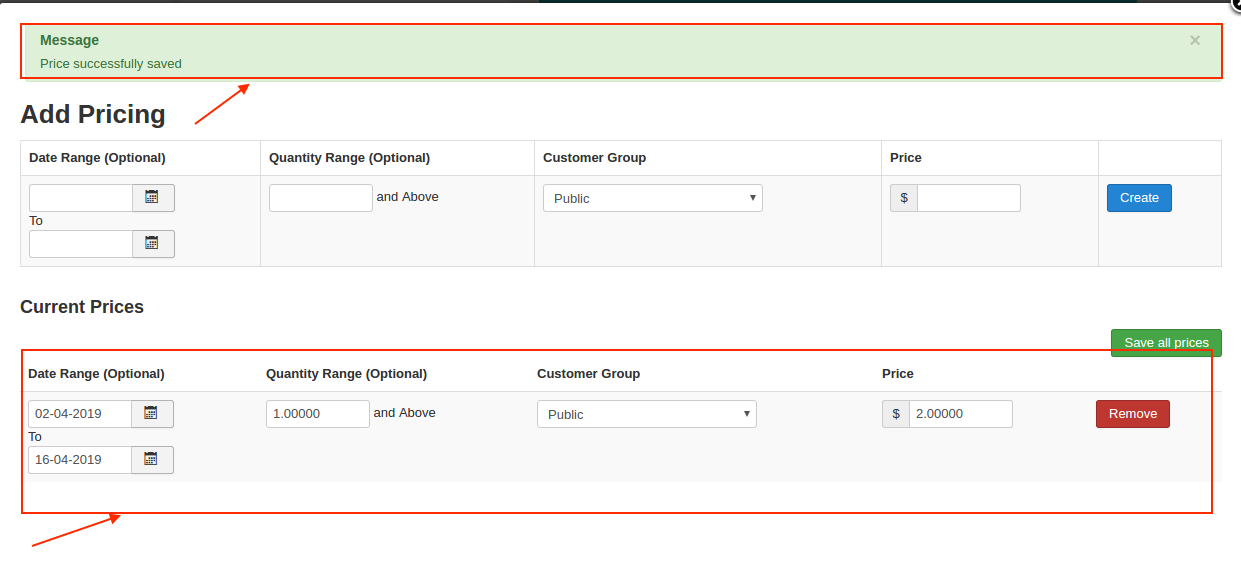 Message
Price successfully saved
Add Pricing
Date Range (Optional) Quantity Range (Optional) Customer Group Price
and Above Public $ Create
To
Current Prices
Save all prices
Date Range (Optional) Quantity Range (Optional) Customer Group Price
02-04-2019 1.00000 and Above Public $ 2.00000 Remove
To
16-04-2019